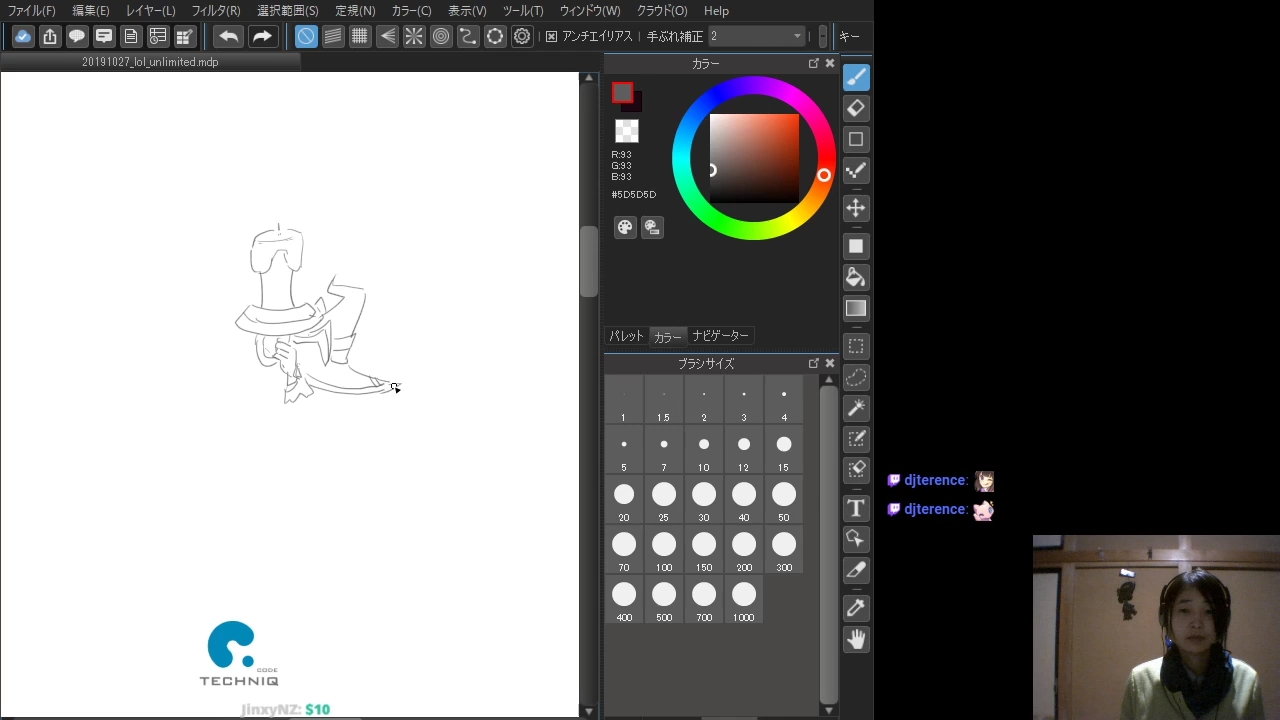 ファイル(F) 編集(E) レイヤー(L) フィルタ(R) 選択範囲(S) 定規(N) カラー(C) 表示(V) ツール(T) ウィンドウ(W) クラウド(O) Help
アンチエイリアス 手ぶれ補正 2 キー
20191027_lol_unlimited.mdp
カラー
R:93
G:93
B:93
#5D5D5D
パレット カラー ナビゲーター
ブラシサイズ
1 1.5 2 3 4
5 7 10 12 15
20 25 30 40 50
70 100 150 200 300
400 500 700 1000
T
djterence:
djterence:
CODE
TECHNIQ
JinxyNZ: $10